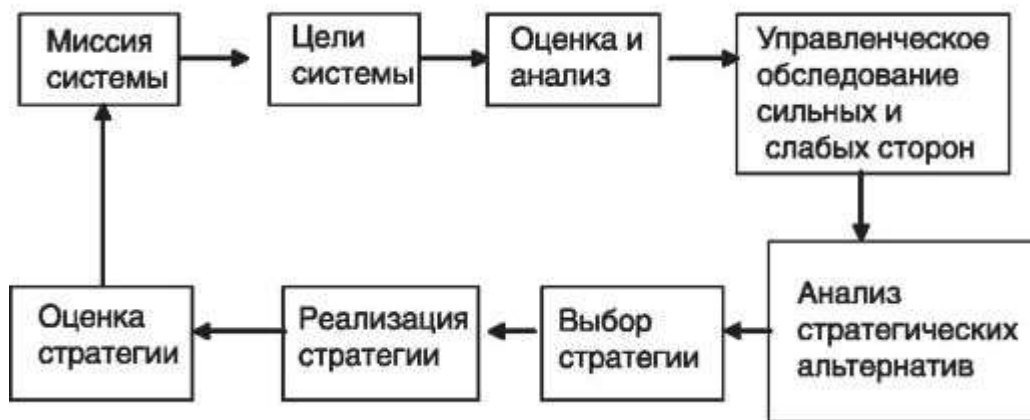 Миссия
системы
Цели
системы
Оценка и
анализ
Управленческое
обследование
сильных и
слабых сторон
Анализ
стратегических
альтернатив
Выбор
стратегии
Реализация
стратегии
Оценка
стратегии